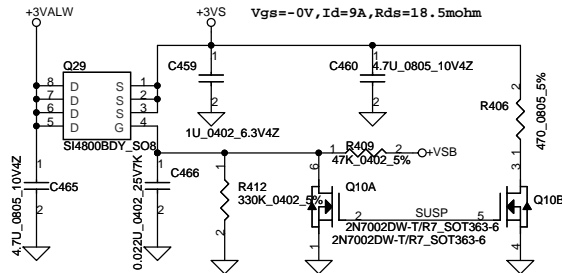 +3VALW
+3VS
Vgs=-0V,Id=9A,Rds=18.5mohm
Q29
8 D S 1
7 D S 2
6 D S 3
5 D G 4
SI4800BDY_SO8
C459
1U_0402_6.3V4Z
1
2
C460
4.7U_0805_10V4Z
1
2
R406
470_0805_5%
2
1
C465
4.7U_0805_10V4Z
1
2
C466
0.022U_0402_25V7K
1
2
R412
330K_0402_5%
1
2
R409
47K_0402_5%
1
2
+VSB
Q10A
6
2
1
SUSP
2N7002DW-T/R7_SOT363-6
2N7002DW-T/R7_SOT363-6
Q10B
3
5
4